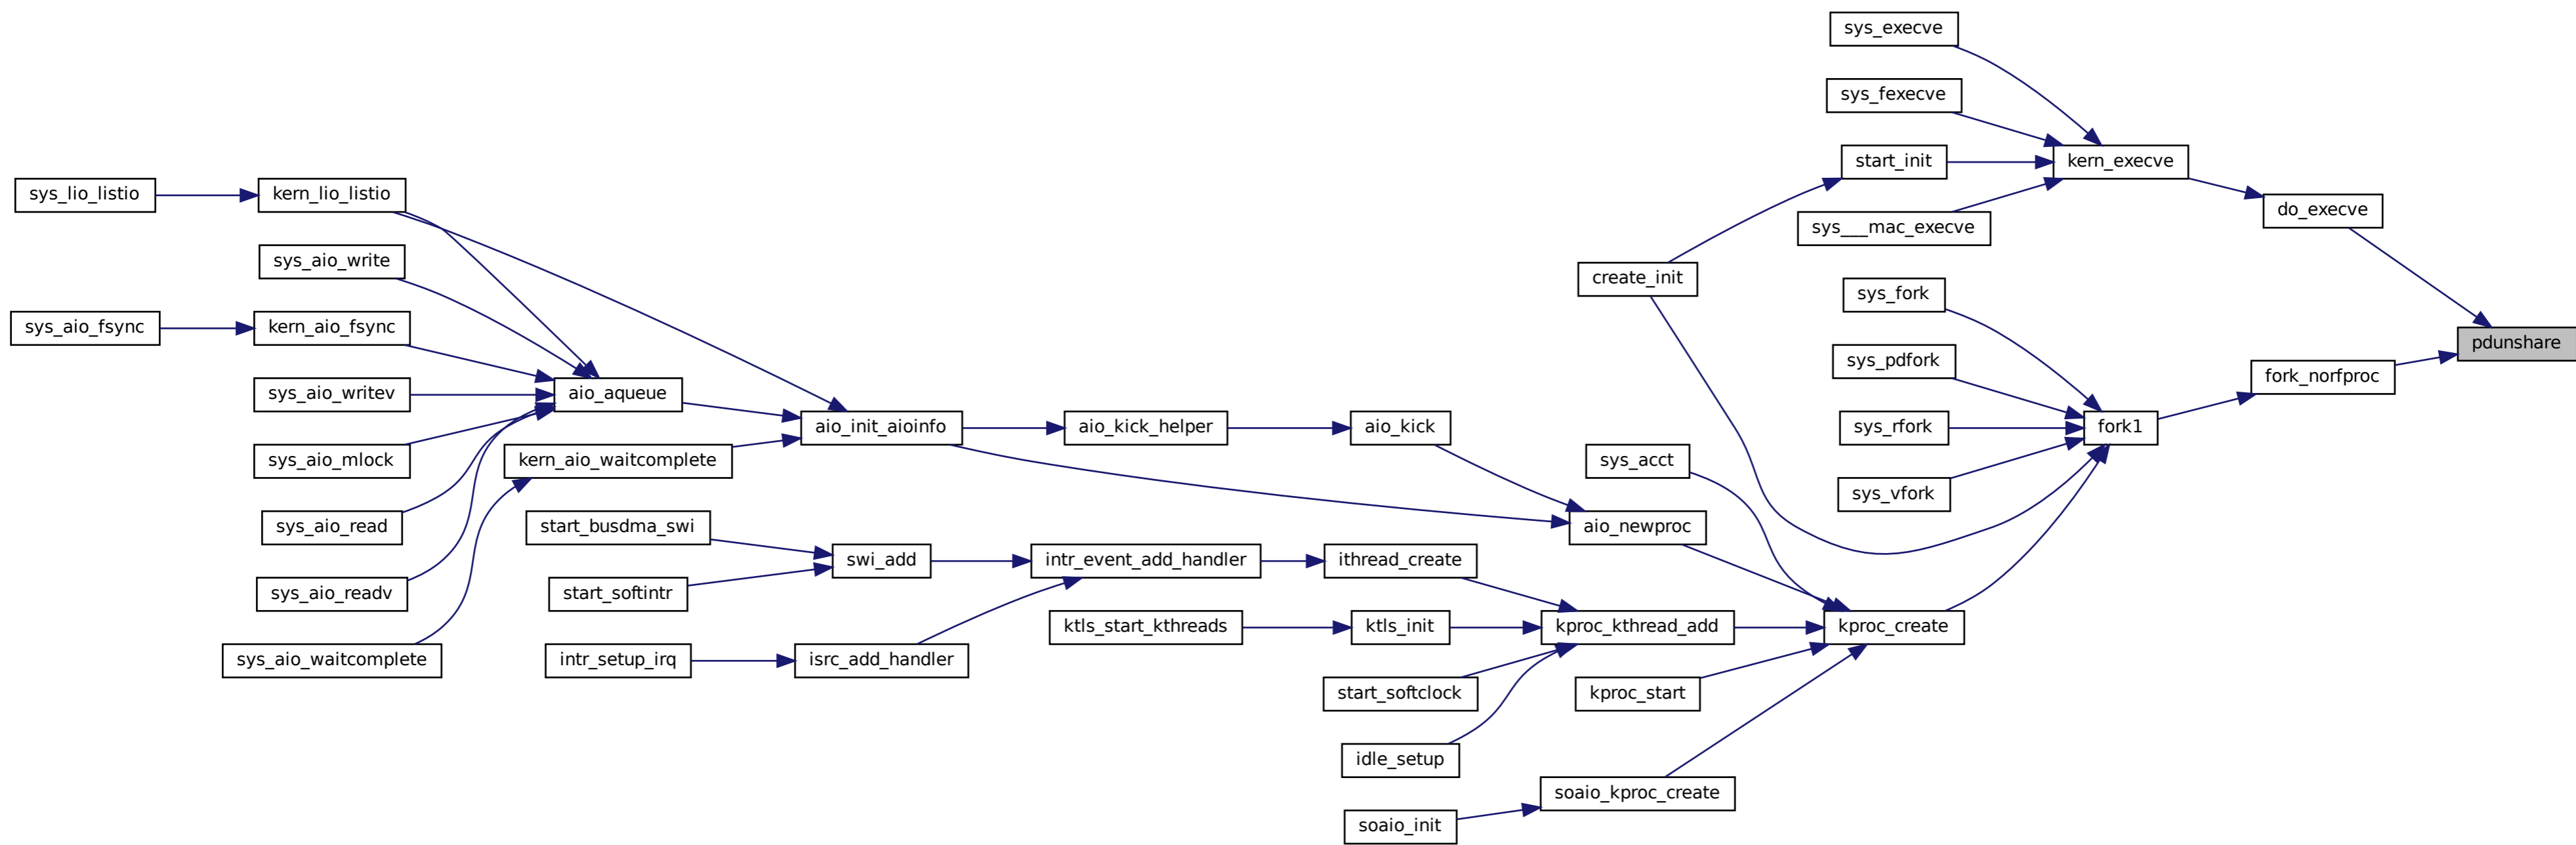 sys_execve
sys_fexecve
start_init
kern_execve
sys_lio_listio
kern_lio_listio
do_execve
sys___mac_execve
sys_aio_write
create_init
sys_fork
sys_aio_fsync
kern_aio_fsync
pdunshare
sys_pdfork
fork_norfproc
sys_aio_writev
aio_aqueue
aio_init_aioinfo
aio_kick_helper
aio_kick
sys_rfork
fork1
sys_aio_mlock
kern_aio_waitcomplete
sys_acct
sys_vfork
sys_aio_read
start_busdma_swi
aio_newproc
swi_add
intr_event_add_handler
ithread_create
sys_aio_readv
start_softintr
ktls_start_kthreads
ktls_init
kproc_kthread_add
kproc_create
sys_aio_waitcomplete
intr_setup_irq
isrc_add_handler
start_softclock
kproc_start
idle_setup
soaio_kproc_create
soaio_init